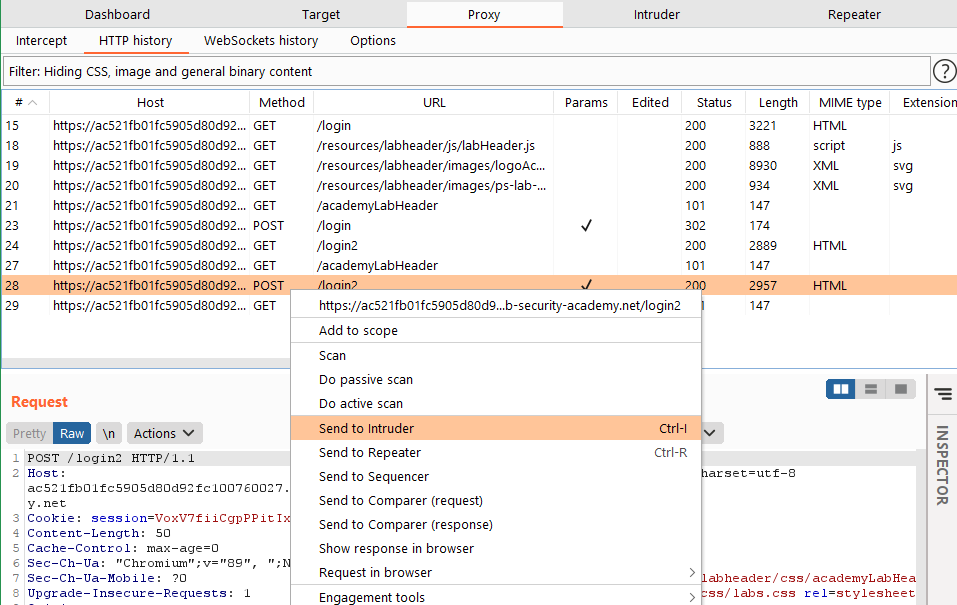 Dashboard Target Proxy Intruder Repeater
Intercept HTTP history WebSockets history Options
Filter: Hiding CSS, image and general binary content ?
# Host Method URL Params Edited Status Length MIME type Extension
15 https://ac521fb01fc5905d80d92... GET /login 200 3221 HTML
18 https://ac521fb01fc5905d80d92... GET /resources/labheader/js/labHeader.js 200 888 script js
19 https://ac521fb01fc5905d80d92... GET /resources/labheader/images/logoAc... 200 8930 XML svg
20 https://ac521fb01fc5905d80d92... GET /resources/labheader/images/ps-lab-... 200 934 XML svg
21 https://ac521fb01fc5905d80d92... GET /academyLabHeader 101 147
23 https://ac521fb01fc5905d80d92... POST /login ✓ 302 174
24 https://ac521fb01fc5905d80d92... GET /login2 200 2889 HTML
27 https://ac521fb01fc5905d80d92... GET /academyLabHeader 101 147
28 https://ac521fb01fc5905d80d92... POST /login2 ✓ 200 2957 HTML
29 https://ac521fb01fc5905d80d92... GET 147
https://ac521fb01fc5905d80d9...b-security-academy.net/login2
Add to scope
Scan
Do passive scan
Do active scan
Send to Intruder Ctrl-I
Send to Repeater Ctrl-R
Send to Sequencer
Send to Comparer (request)
Send to Comparer (response)
Show response in browser
Request in browser
Engagement tools
Request
Pretty Raw \n Actions
1 POST /login2 HTTP/1.1
2 Host:
ac521fb01fc5905d80d92fc100760027.
y.net
3 Cookie: session=VoxV7fiiCgpPPitIx
4 Content-Length: 50
5 Cache-Control: max-age=0
6 Sec-Ch-Ua: "Chromium";v="89", ";N
7 Sec-Ch-Ua-Mobile: ?0
8 Upgrade-Insecure-Requests: 1
harset=utf-8
labheader/css/academyLabHea
css/labs.css rel=stylesheet
INSPECTOR